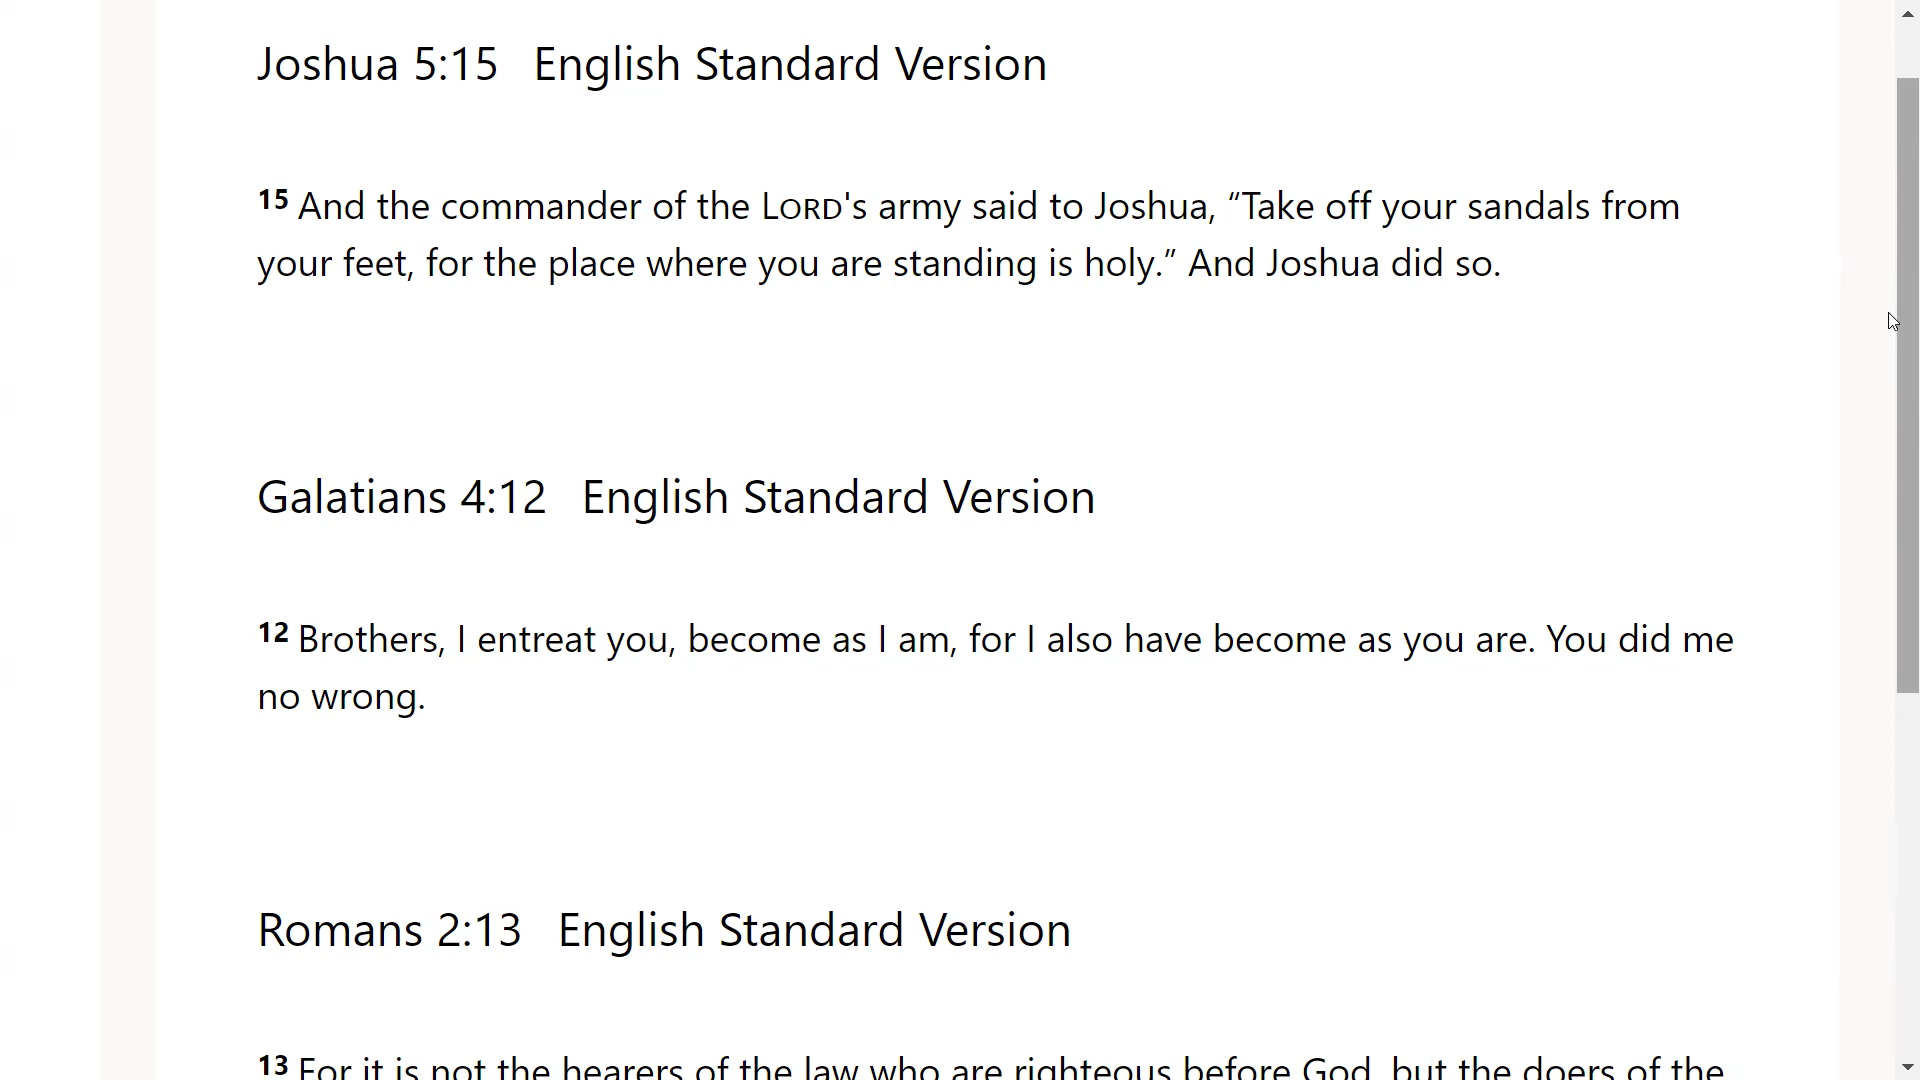 Joshua 5:15 English Standard Version
15 And the commander of the LORD's army said to Joshua, “Take off your sandals from
your feet, for the place where you are standing is holy.” And Joshua did so.
Galatians 4:12 English Standard Version
12 Brothers, I entreat you, become as I am, for I also have become as you are. You did me
no wrong.
Romans 2:13 English Standard Version
13 For it is not the hearers of the law who are righteous before God, but the doers of the